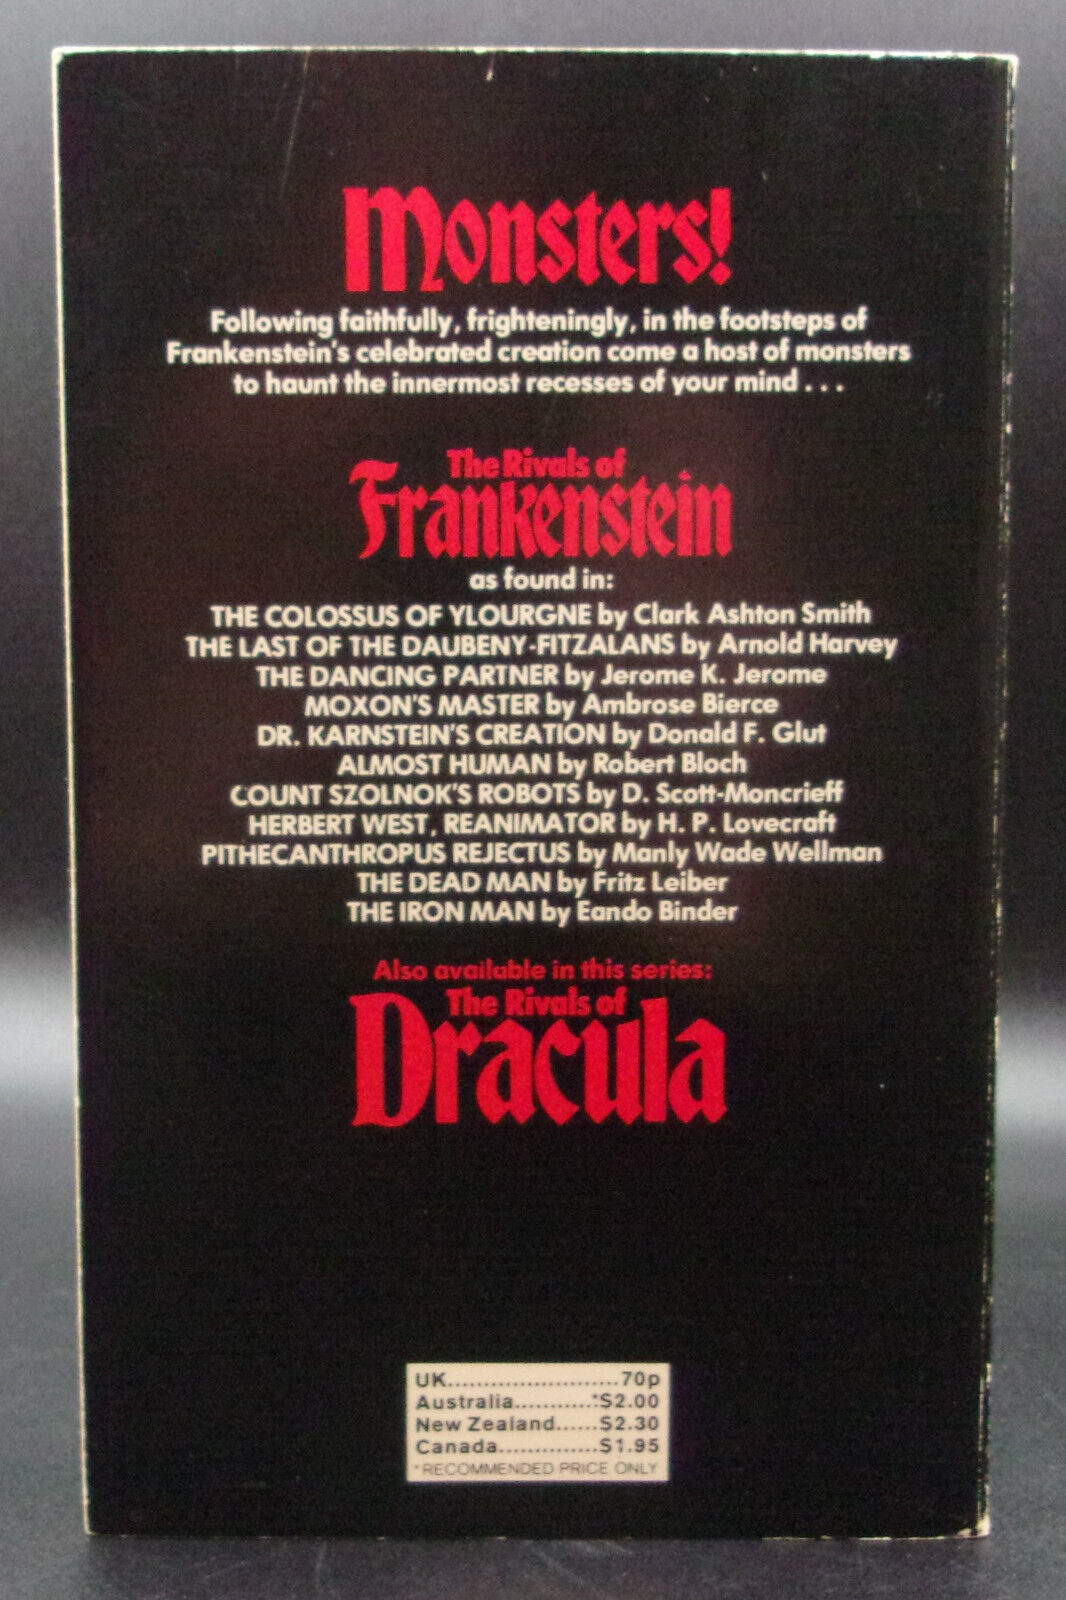 Monsters!
Following faithfully, frighteningly, in the footsteps of
Frankenstein's celebrated creation come a host of monsters
to haunt the innermost recesses of your mind . . .
The Rivals of
Frankenstein
as found in:
THE COLOSSUS OF YLOURGNE by Clark Ashton Smith
THE LAST OF THE DAUBENY-FITZALANS by Arnold Harvey
THE DANCING PARTNER by Jerome K. Jerome
MOXON'S MASTER by Ambrose Bierce
DR. KARNSTEIN'S CREATION by Donald F. Glut
ALMOST HUMAN by Robert Bloch
COUNT SZOLNOK'S ROBOTS by D. Scott-Moncrieff
HERBERT WEST, REANIMATOR by H. P. Lovecraft
PITHECANTHROPUS REJECTUS by Manly Wade Wellman
THE DEAD MAN by Fritz Leiber
THE IRON MAN by Eando Binder
Also available in this series:
The Rivals of
Dracula
UK........................70p
Australia...........*$2.00
New Zealand......$2.30
Canada...............$1.95
*RECOMMENDED PRICE ONLY